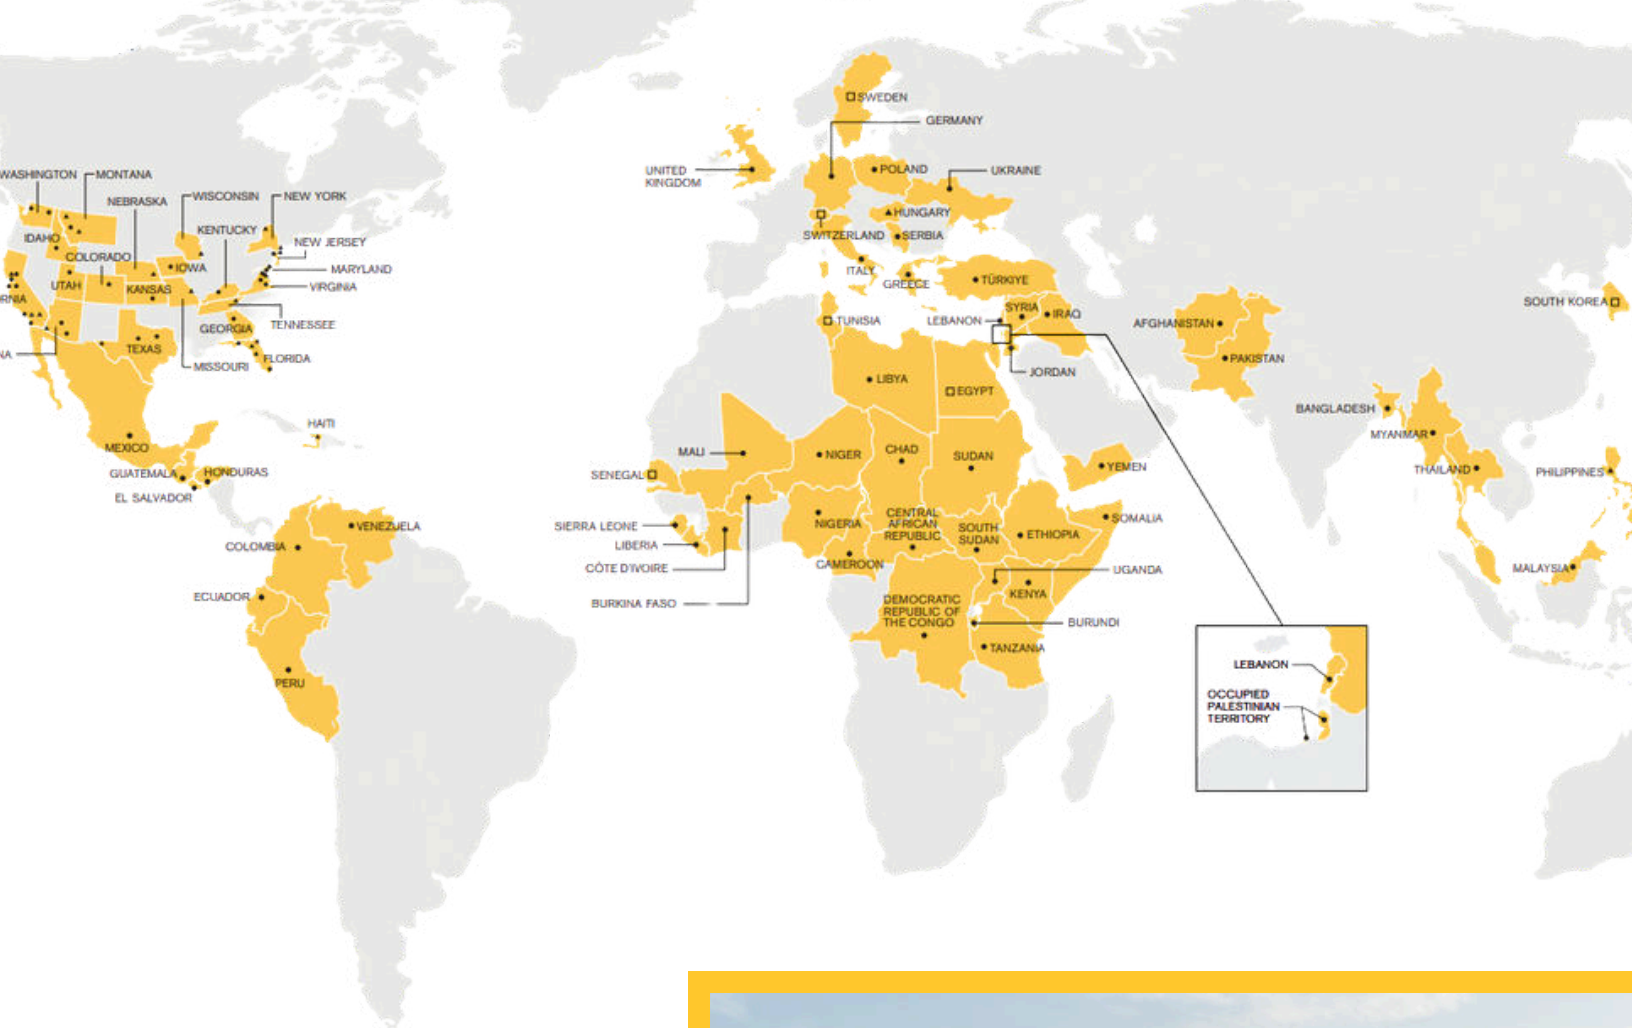 WASHINGTON
MONTANA
NEBRASKA
WISCONSIN
NEW YORK
KENTUCKY
IDAHO
NEW JERSEY
COLORADO
IOWA
MARYLAND
UTAH
KANSAS
VIRGINIA
RNIA
TENNESSEE
GEORGIA
TEXAS
NA
FLORIDA
MISSOURI
HAITI
MEXICO
GUATEMALA
HONDURAS
EL SALVADOR
VENEZUELA
COLOMBIA
ECUADOR
PERU
SWEDEN
GERMANY
UNITED
KINGDOM
POLAND
UKRAINE
HUNGARY
SWITZERLAND
SERBIA
ITALY
GREECE
TÜRKIYE
TUNISIA
LEBANON
SYRIA
IRAQ
JORDAN
LIBYA
EGYPT
MALI
NIGER
CHAD
SUDAN
YEMEN
SENEGAL
SIERRA LEONE
LIBERIA
CÔTE D'IVOIRE
BURKINA FASO
NIGERIA
CENTRAL
AFRICAN
REPUBLIC
SOUTH
SUDAN
ETHIOPIA
SOMALIA
CAMEROON
UGANDA
KENYA
DEMOCRATIC
REPUBLIC OF
THE CONGO
BURUNDI
TANZANIA
AFGHANISTAN
PAKISTAN
BANGLADESH
MYANMAR
THAILAND
SOUTH KOREA
PHILIPPINES
MALAYSIA
LEBANON
OCCUPIED
PALESTINIAN
TERRITORY